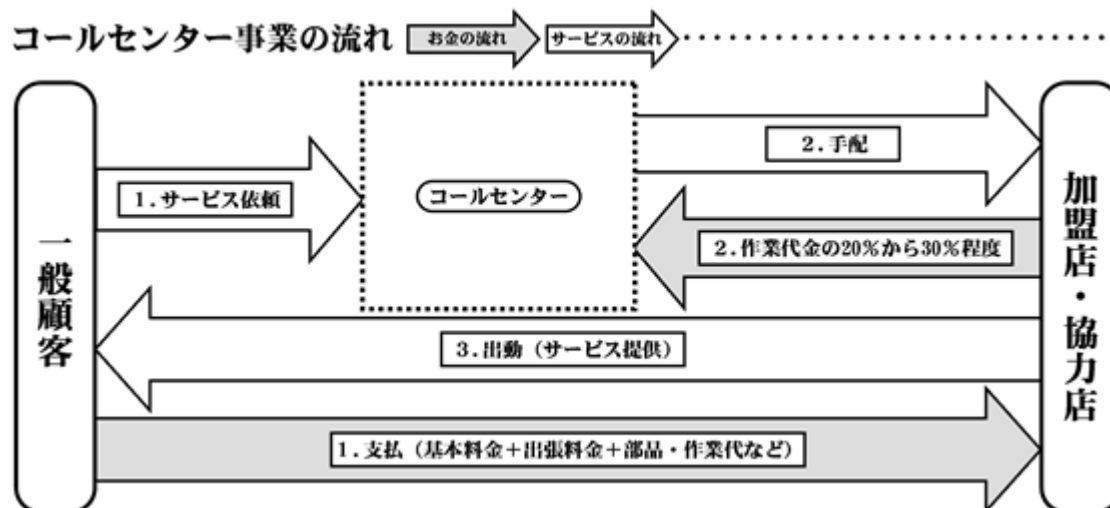 コールセンター事業の流れ
お金の流れ
サービスの流れ
一般顧客
1.サービス依頼
コールセンター
2.手配
2.作業代金の20%から30%程度
3.出動(サービス提供)
1.支払(基本料金+出張料金+部品・作業代など)
加盟店・協力店